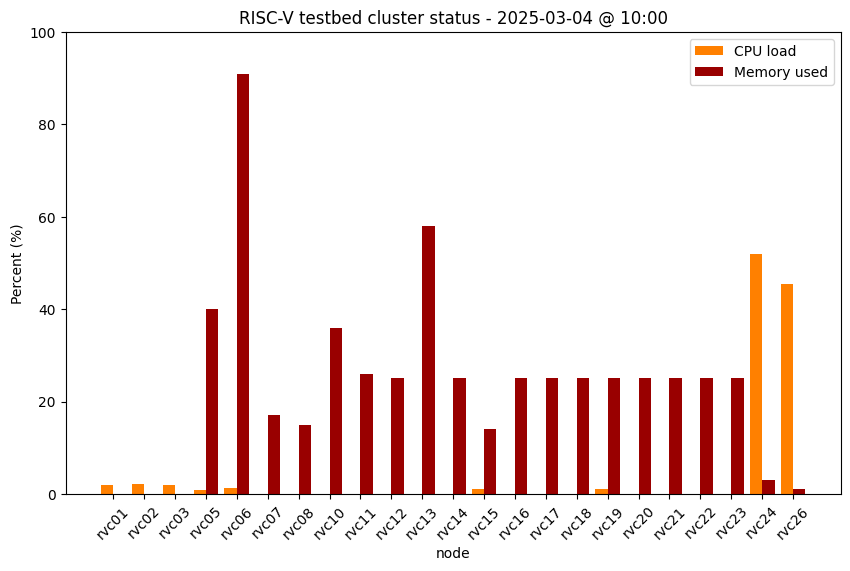 RISC-V testbed cluster status - 2025-03-04 @ 10:00
CPU load
Memory used
Percent (%)
100
80
60
40
20
0
rvc01 rvc02 rvc03 rvc05 rvc06 rvc07 rvc08 rvc10 rvc11 rvc12 rvc13 rvc14 rvc15 rvc16 rvc17 rvc18 rvc19 rvc20 rvc21 rvc22 rvc23 rvc24 rvc26
node